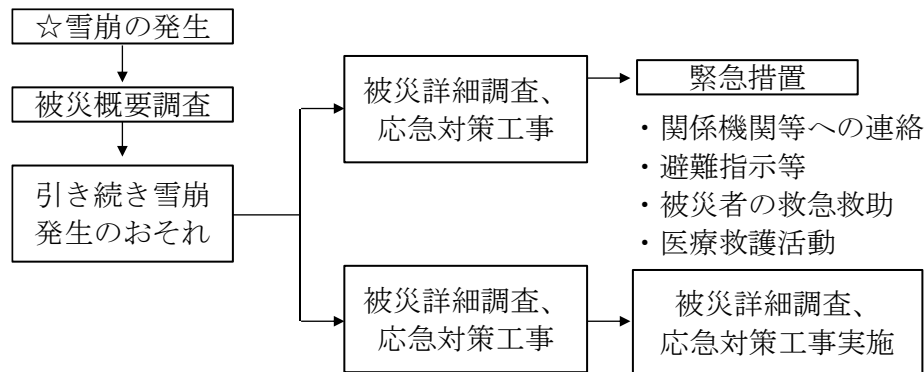 ☆雪崩の発生
被災概要調査
引き続き雪崩
発生のおそれ
被災詳細調査、
応急対策工事
緊急措置
・関係機関等への連絡
・避難指示等
・被災者の救急救助
・医療救護活動
被災詳細調査、
応急対策工事
被災詳細調査、
応急対策工事実施